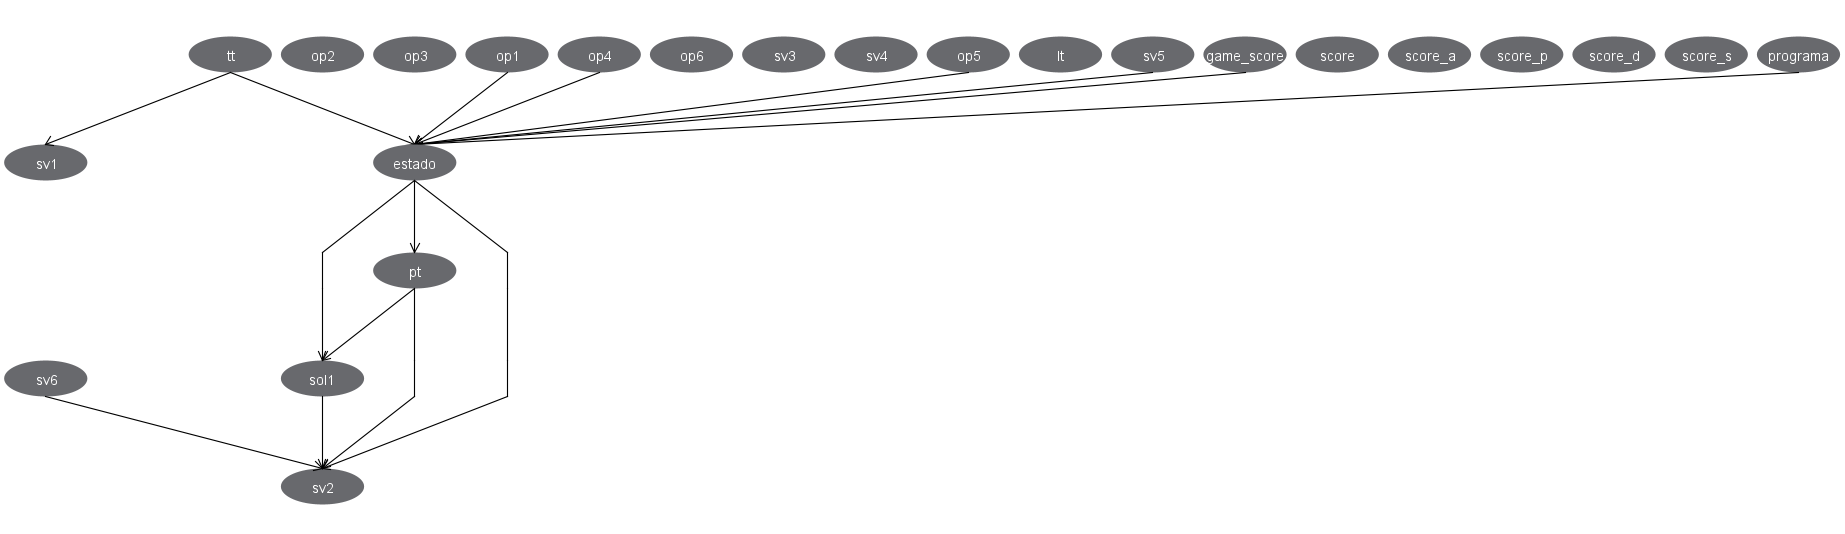 tt
op2
op3
op1
op4
op6
sv3
sv4
op5
lt
sv5
game_score
score
score_a
score_p
score_d
score_s
programa
sv1
estado
pt
sv6
sol1
sv2